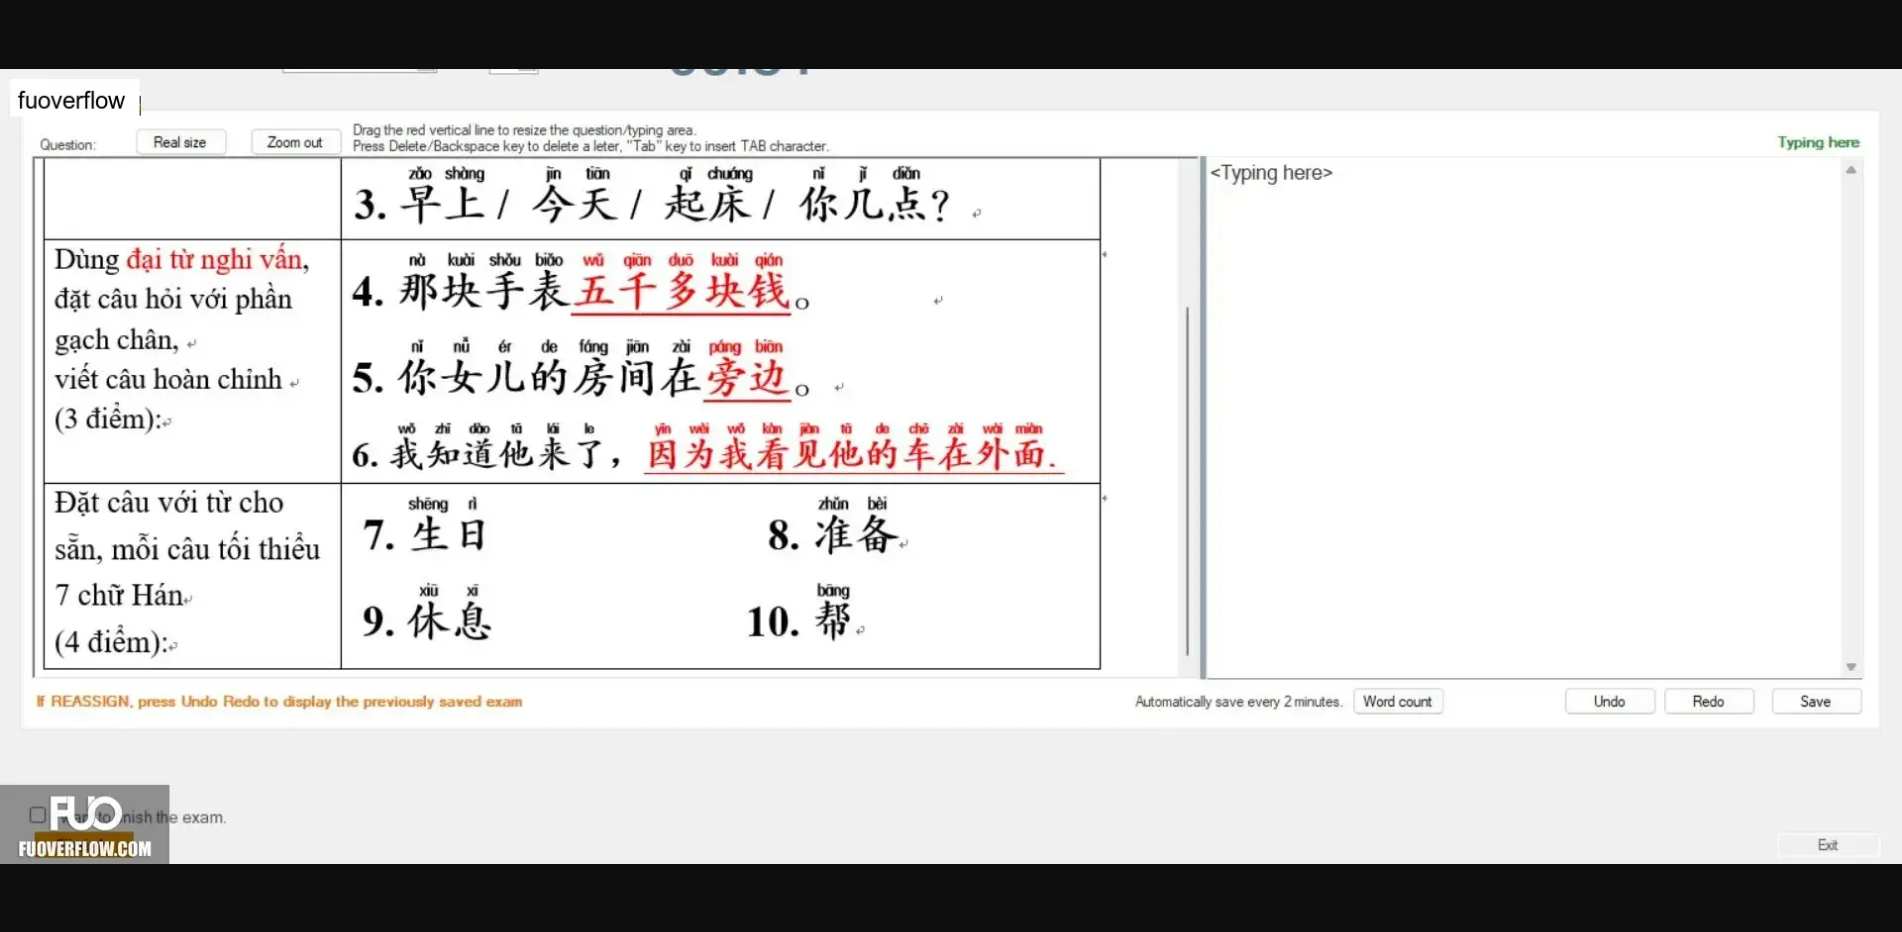 fuoverflow
Question:
Real size
Zoom out
Drag the red vertical line to resize the question/typing area.
Press Delete/Backspace key to delete a leter, "Tab" key to insert TAB character.
Typing here
zǎo shàng jīn tiān qǐ chuáng nǐ jǐ diǎn
3. 早上 / 今天 / 起床 / 你几点?
Dùng đại từ nghi vấn,
đặt câu hỏi với phần
gạch chân,
viết câu hoàn chỉnh
(3 điểm):
nà kuài shǒu biǎo wǔ qiān duō kuài qián
4. 那块手表五千多块钱。
nǐ nǚ ér de fáng jiān zài páng biān
5. 你女儿的房间在旁边。
wǒ zhī dào tā lái le yīn wèi wǒ kàn jiàn tā de chē zài wài miàn
6. 我知道他来了，因为我看见他的车在外面.
Đặt câu với từ cho
sẵn, mỗi câu tối thiểu
7 chữ Hán
(4 điểm):
shēng rì zhǔn bèi
7. 生日 8. 准备
xiū xī bāng
9. 休息 10. 帮
<Typing here>
If REASSIGN, press Undo Redo to display the previously saved exam
Automatically save every 2 minutes.
Word count
Undo
Redo
Save
FUO
nish the exam.
FUOVERFLOW.COM
Exit